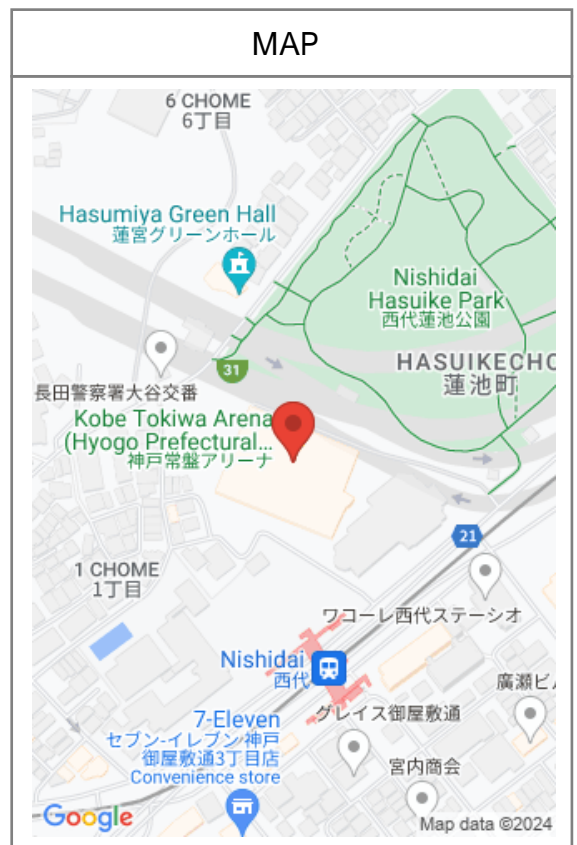 MAP
6 CHOME
6丁目
Hasumiya Green Hall
蓮宮グリーンホール
Nishidai
Hasuike Park
西代蓮池公園
31
HASUIKECHO
蓮池町
長田警察署大谷交番
Kobe Tokiwa Arena
(Hyogo Prefectural...
神戸常盤アリーナ
21
1 CHOME
1丁目
ワコーレ西代ステーシオ
Nishidai
西代
廣瀬ビ
7-Eleven
セブン-イレブン 神戸
御屋敷通3丁目店
Convenience store
グレイス御屋敷通
宮内商会
Google
Map data ©2024